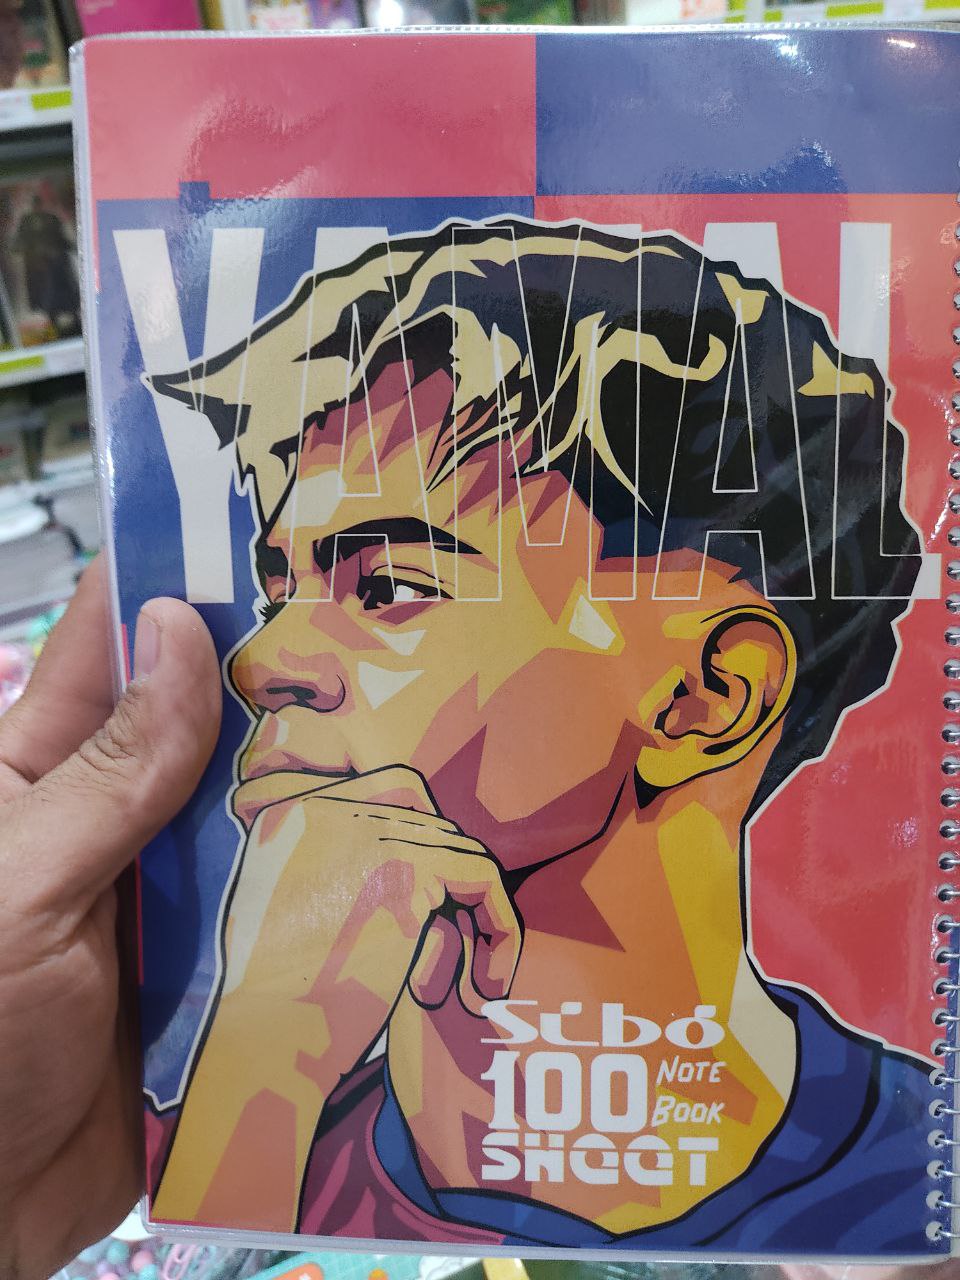 YAMAL
Sibo
100 NOTE
BOOK
SHEET